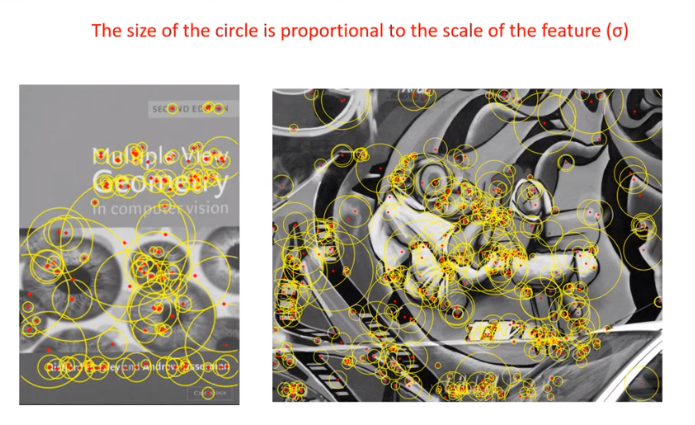 The size of the circle is proportional to the scale of the feature (σ)
SECOND EDITION
Multiple View
Geometry
in computer vision
Richard Hartley and Andrew Zisserman